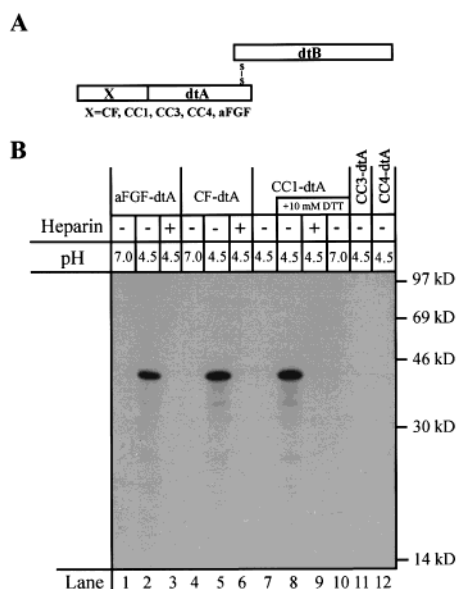 A
dtB
S
S
X dtA
X=CF, CC1, CC3, CC4, aFGF
B
aFGF-dtA CF-dtA CC1-dtA CC3-dtA CC4-dtA
+10 mM DTT
Heparin - - + - - + - - + - - -
pH 7.0 4.5 4.5 7.0 4.5 4.5 4.5 4.5 4.5 7.0 4.5 4.5
97 kD
69 kD
46 kD
30 kD
14 kD
Lane 1 2 3 4 5 6 7 8 9 10 11 12